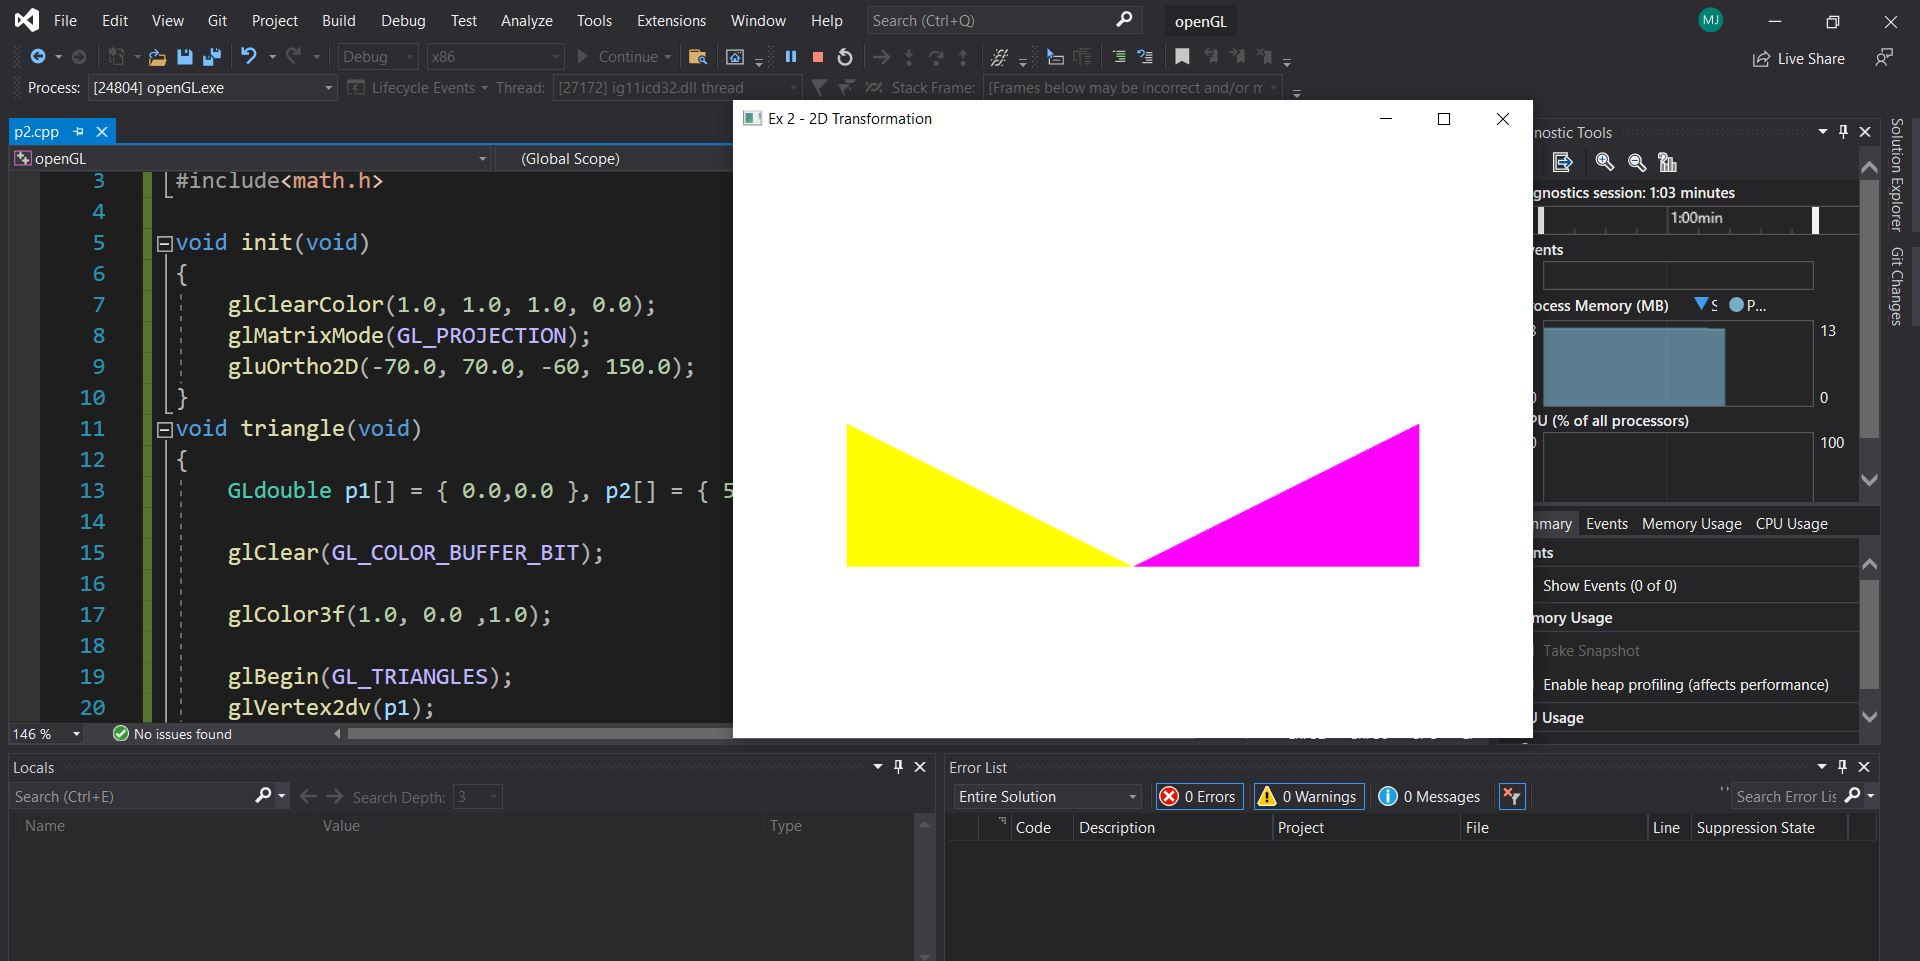 File Edit View Git Project Build Debug Test Analyze Tools Extensions Window Help Search (Ctrl+Q) openGL MJ
Debug x86 Continue Live Share
Process: [24804] openGL.exe Lifecycle Events Thread: [27172] ig11icd32.dll thread Stack Frame: [Frames below may be incorrect and/or m
p2.cpp
openGL (Global Scope)
3 #include<math.h>
4
5 void init(void)
6 {
7 glClearColor(1.0, 1.0, 1.0, 0.0);
8 glMatrixMode(GL_PROJECTION);
9 gluOrtho2D(-70.0, 70.0, -60, 150.0);
10 }
11 void triangle(void)
12 {
13 GLdouble p1[] = { 0.0,0.0 }, p2[] = { 5
14
15 glClear(GL_COLOR_BUFFER_BIT);
16
17 glColor3f(1.0, 0.0 ,1.0);
18
19 glBegin(GL_TRIANGLES);
20 glVertex2dv(p1);
146 % No issues found
Ex 2 - 2D Transformation
nostic Tools
gnostics session: 1:03 minutes
1:00min
ents
ocess Memory (MB) S P...
13
0
PU (% of all processors)
100
mmary Events Memory Usage CPU Usage
nts
Show Events (0 of 0)
mory Usage
Take Snapshot
Enable heap profiling (affects performance)
U Usage
Solution Explorer
Git Changes
Locals
Search (Ctrl+E) Search Depth: 3
Name Value Type
Error List
Entire Solution 0 Errors 0 Warnings 0 Messages Search Error Lis
Code Description Project File Line Suppression State